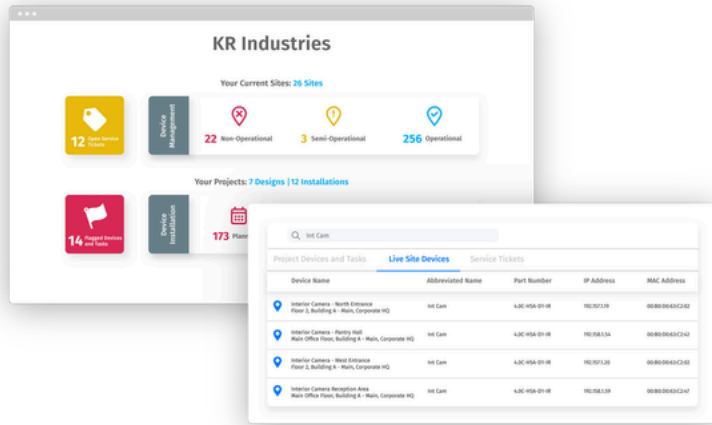 KR Industries
Your Current Sites: 26 Sites
12 Open Service Tickets
Device Management
22 Non-Operational
3 Semi-Operational
256 Operational
Your Projects: 7 Designs | 12 Installations
14 Flagged Devices and Tasks
Device Installation
173
Int Cam
Project Devices and Tasks Live Site Devices Service Tickets
Device Name Abbreviated Name Part Number IP Address MAC Address
Interior Camera - North Entrance
Floor 2, Building A - Main, Corporate HQ
Int Cam
Interior Camera - Pantry Hall
Main Office Floor, Building A - Main, Corporate HQ
Int Cam
Interior Camera - West Entrance
Floor 2, Building A - Main, Corporate HQ
Int Cam
Interior Camera Reception Area
Main Office Floor, Building A - Main, Corporate HQ
Int Cam